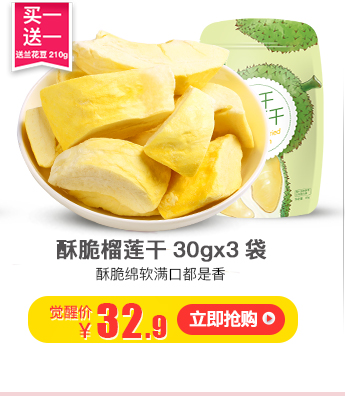 买一
送一
送兰花豆 210g
干
干
酥脆榴莲干 30gx3 袋
酥脆绵软满口都是香
觉醒价
¥32.9
立即抢购